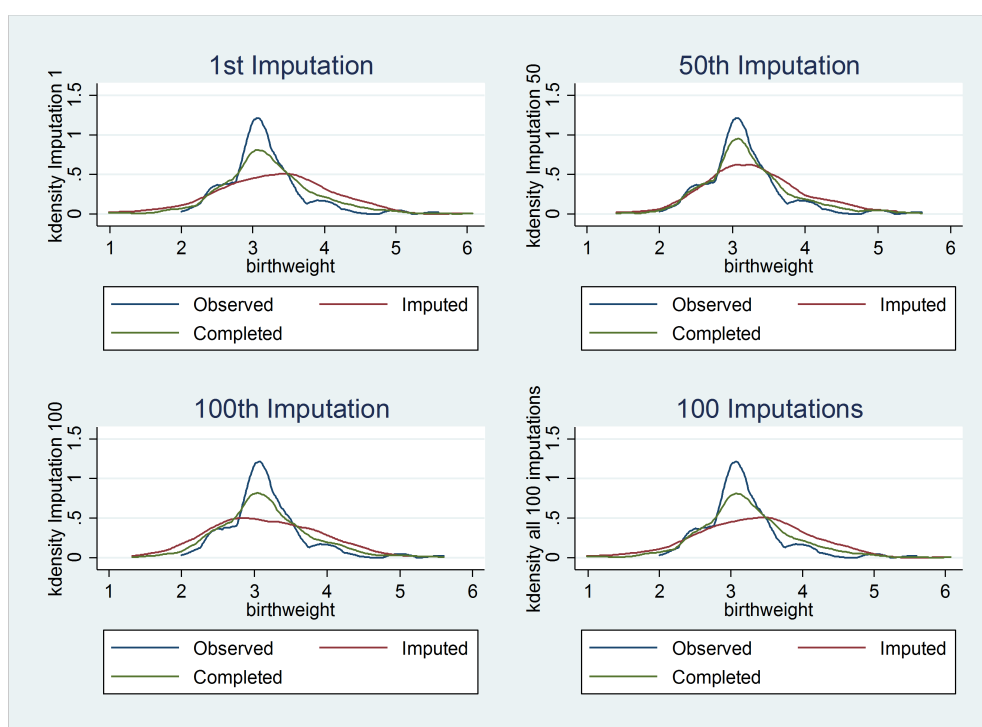 1st Imputation
kdensity Imputation 1
0 .5 1 1.5
1 2 3 4 5 6
birthweight
Observed Imputed
Completed
50th Imputation
kdensity Imputation 50
0 .5 1 1.5
1 2 3 4 5 6
birthweight
Observed Imputed
Completed
100th Imputation
kdensity Imputation 100
0 .5 1 1.5
1 2 3 4 5 6
birthweight
Observed Imputed
Completed
100 Imputations
kdensity all 100 imputations
0 .5 1 1.5
1 2 3 4 5 6
birthweight
Observed Imputed
Completed